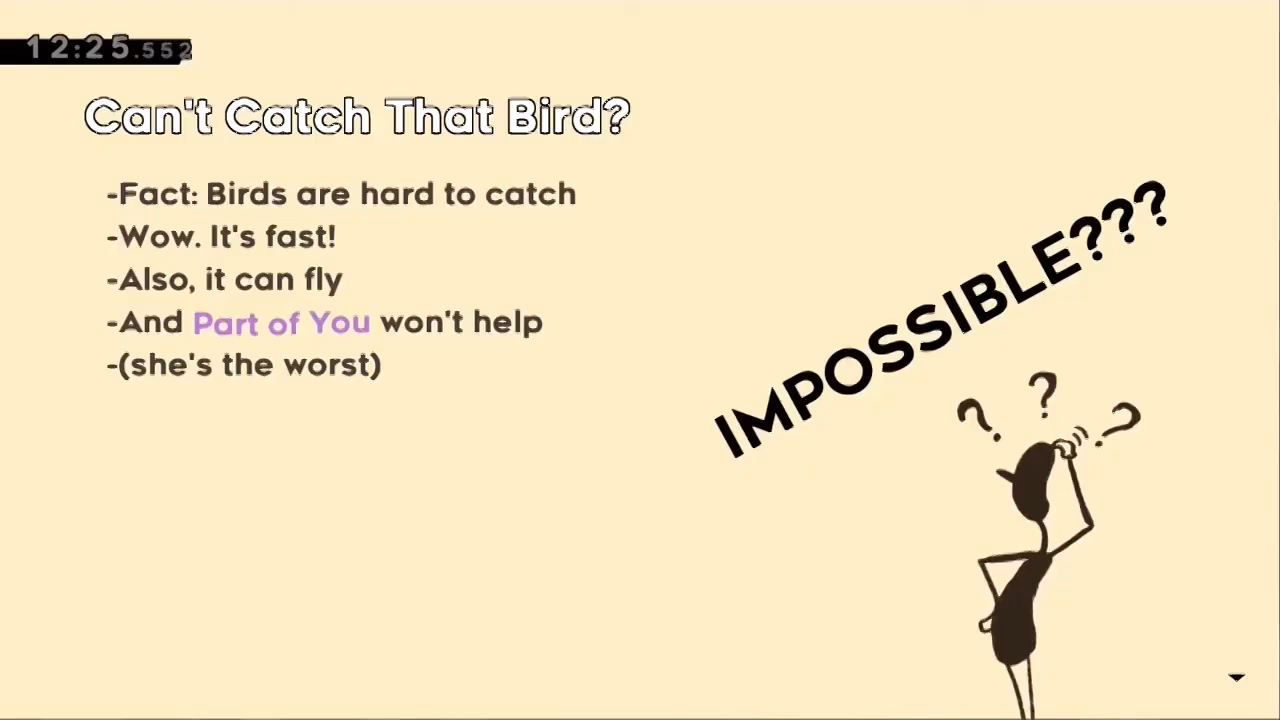 12:25.552
Can't Catch That Bird?
-Fact: Birds are hard to catch
-Wow. It's fast!
-Also, it can fly
-And Part of You won't help
-(she's the worst)
IMPOSSIBLE???
? ? ?